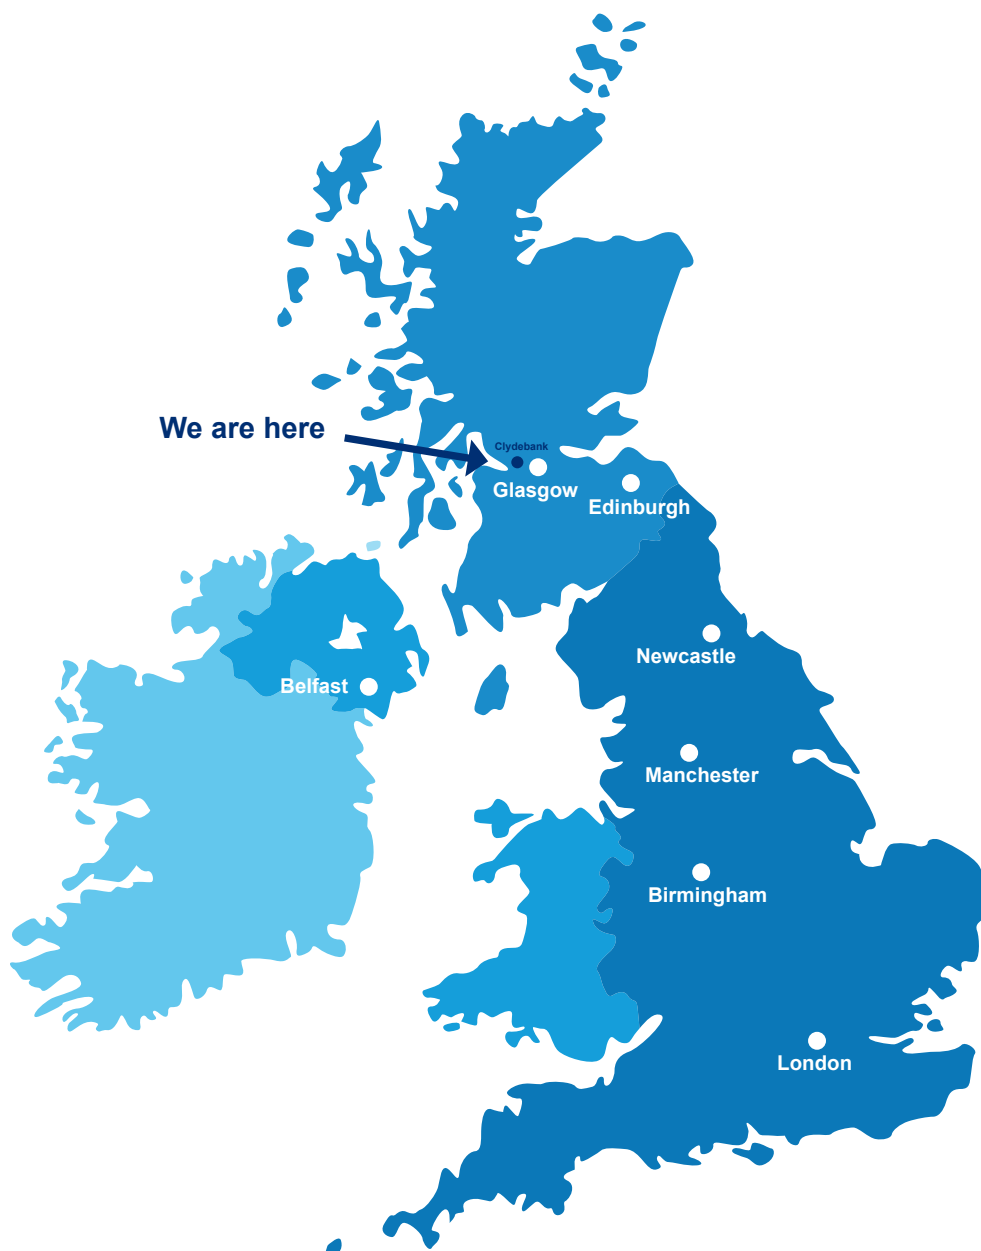 We are here
Clydebank
Glasgow
Edinburgh
Newcastle
Belfast
Manchester
Birmingham
London